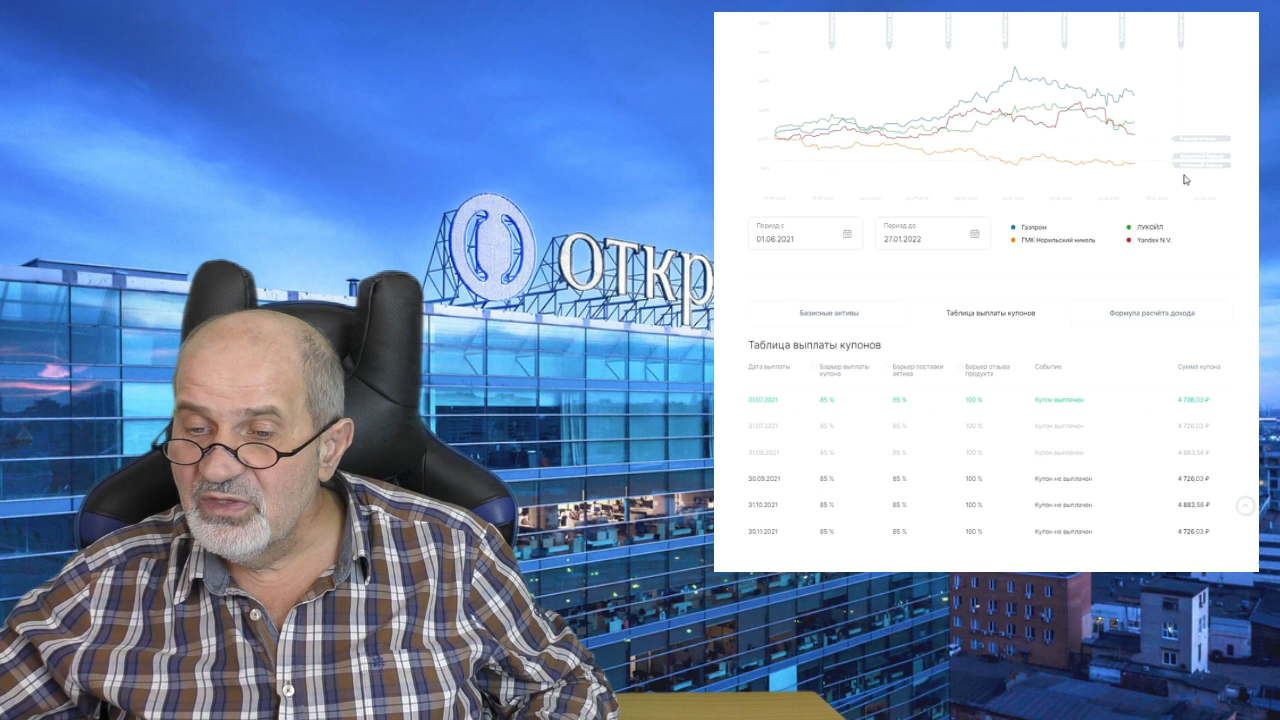 ОТКР
Период с
01.06.2021
Период до
27.01.2022
Газпром
ЛУКОЙЛ
ГМК Норильский никель
Yandex N.V.
Базисные активы
Таблица выплаты купонов
Формула расчёта дохода
Таблица выплаты купонов
Дата выплаты
Барьер выплаты купона
Барьер поставки актива
Барьер отзыва продукта
Событие
Сумма купона
01.07.2021 85 % 85 % 100 % Купон выплачен 4 726,03 ₽
31.07.2021 85 % 85 % 100 % Купон выплачен 4 726,03 ₽
31.08.2021 85 % 85 % 100 % Купон выплачен 4 883,56 ₽
30.09.2021 85 % 85 % 100 % Купон не выплачен 4 726,03 ₽
31.10.2021 85 % 85 % 100 % Купон не выплачен 4 883,56 ₽
30.11.2021 85 % 85 % 100 % Купон не выплачен 4 726,03 ₽